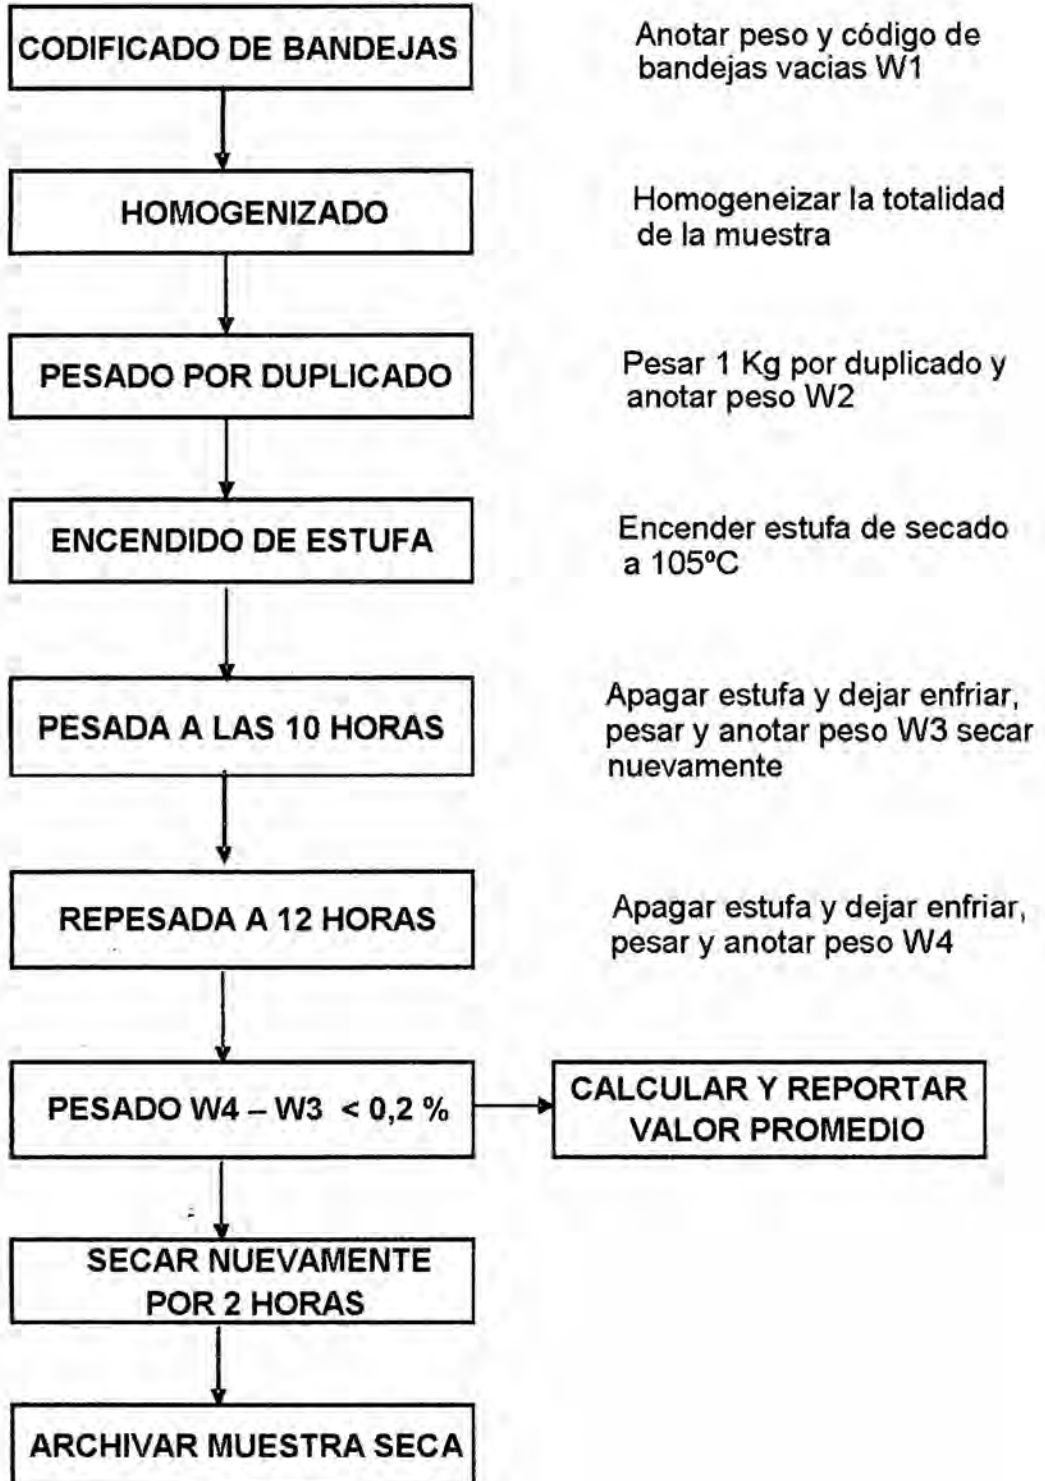 CODIFICADO DE BANDEJAS
Anotar peso y código de
bandejas vacias W1
HOMOGENIZADO
Homogeneizar la totalidad
de la muestra
PESADO POR DUPLICADO
Pesar 1 Kg por duplicado y
anotar peso W2
ENCENDIDO DE ESTUFA
Encender estufa de secado
a 105ºC
PESADA A LAS 10 HORAS
Apagar estufa y dejar enfriar,
pesar y anotar peso W3 secar
nuevamente
REPESADA A 12 HORAS
Apagar estufa y dejar enfriar,
pesar y anotar peso W4
PESADO W4 – W3 < 0,2 %
CALCULAR Y REPORTAR
VALOR PROMEDIO
SECAR NUEVAMENTE
POR 2 HORAS
ARCHIVAR MUESTRA SECA